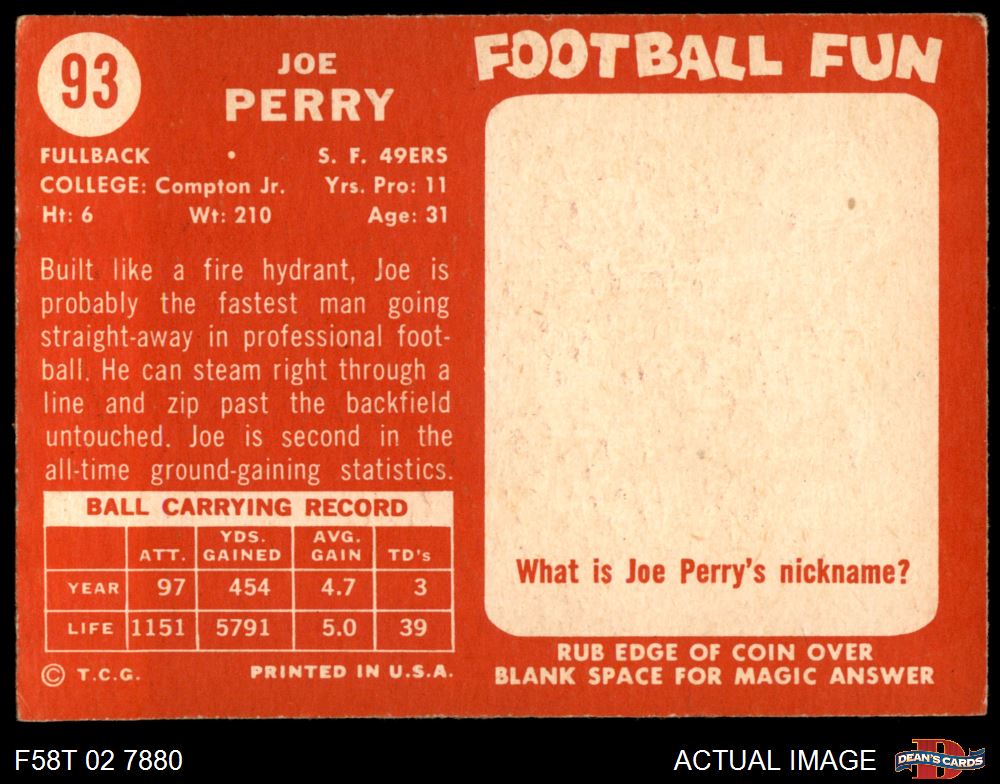 93
JOE
PERRY
FULLBACK • S. F. 49ERS
COLLEGE: Compton Jr. Yrs. Pro: 11
Ht: 6 Wt: 210 Age: 31
Built like a fire hydrant, Joe is
probably the fastest man going
straight-away in professional foot-
ball. He can steam right through a
line and zip past the backfield
untouched. Joe is second in the
all-time ground-gaining statistics.
BALL CARRYING RECORD
ATT. YDS. GAINED AVG. GAIN TD's
YEAR 97 454 4.7 3
LIFE 1151 5791 5.0 39
© T.C.G. PRINTED IN U.S.A.
FOOTBALL FUN
What is Joe Perry's nickname?
RUB EDGE OF COIN OVER
BLANK SPACE FOR MAGIC ANSWER
F58T 02 7880 ACTUAL IMAGE D DEAN'S CARDS